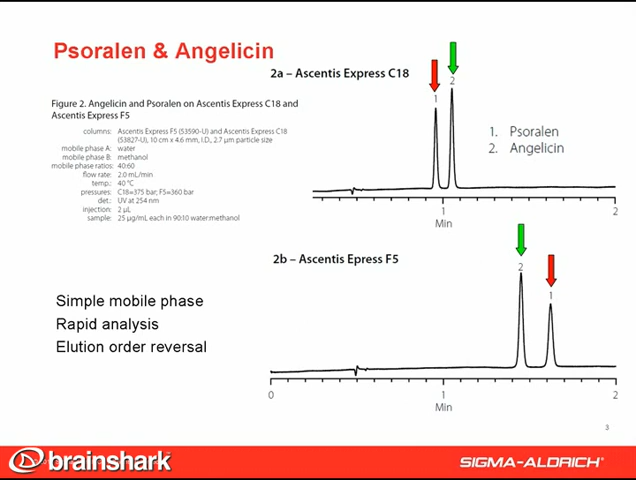 Psoralen & Angelicin
2a – Ascentis Express C18
Figure 2. Angelicin and Psoralen on Ascentis Express C18 and
Ascentis Express F5
columns: Ascentis Express F5 (53590-U) and Ascentis Express C18
(53827-U), 10 cm x 4.6 mm, I.D., 2.7 µm particle size
mobile phase A: water
mobile phase B: methanol
mobile phase ratios: 40:60
flow rate: 2.0 mL/min
temp.: 40 °C
pressures: C18=375 bar; F5=360 bar
det.: UV at 254 nm
injection: 2 µL
sample: 25 µg/mL each in 90:10 water:methanol
1
2
1. Psoralen
2. Angelicin
1
2
Min
2b – Ascentis Epress F5
2
1
Simple mobile phase
Rapid analysis
Elution order reversal
0
1
2
Min
3
brainshark
SIGMA-ALDRICH